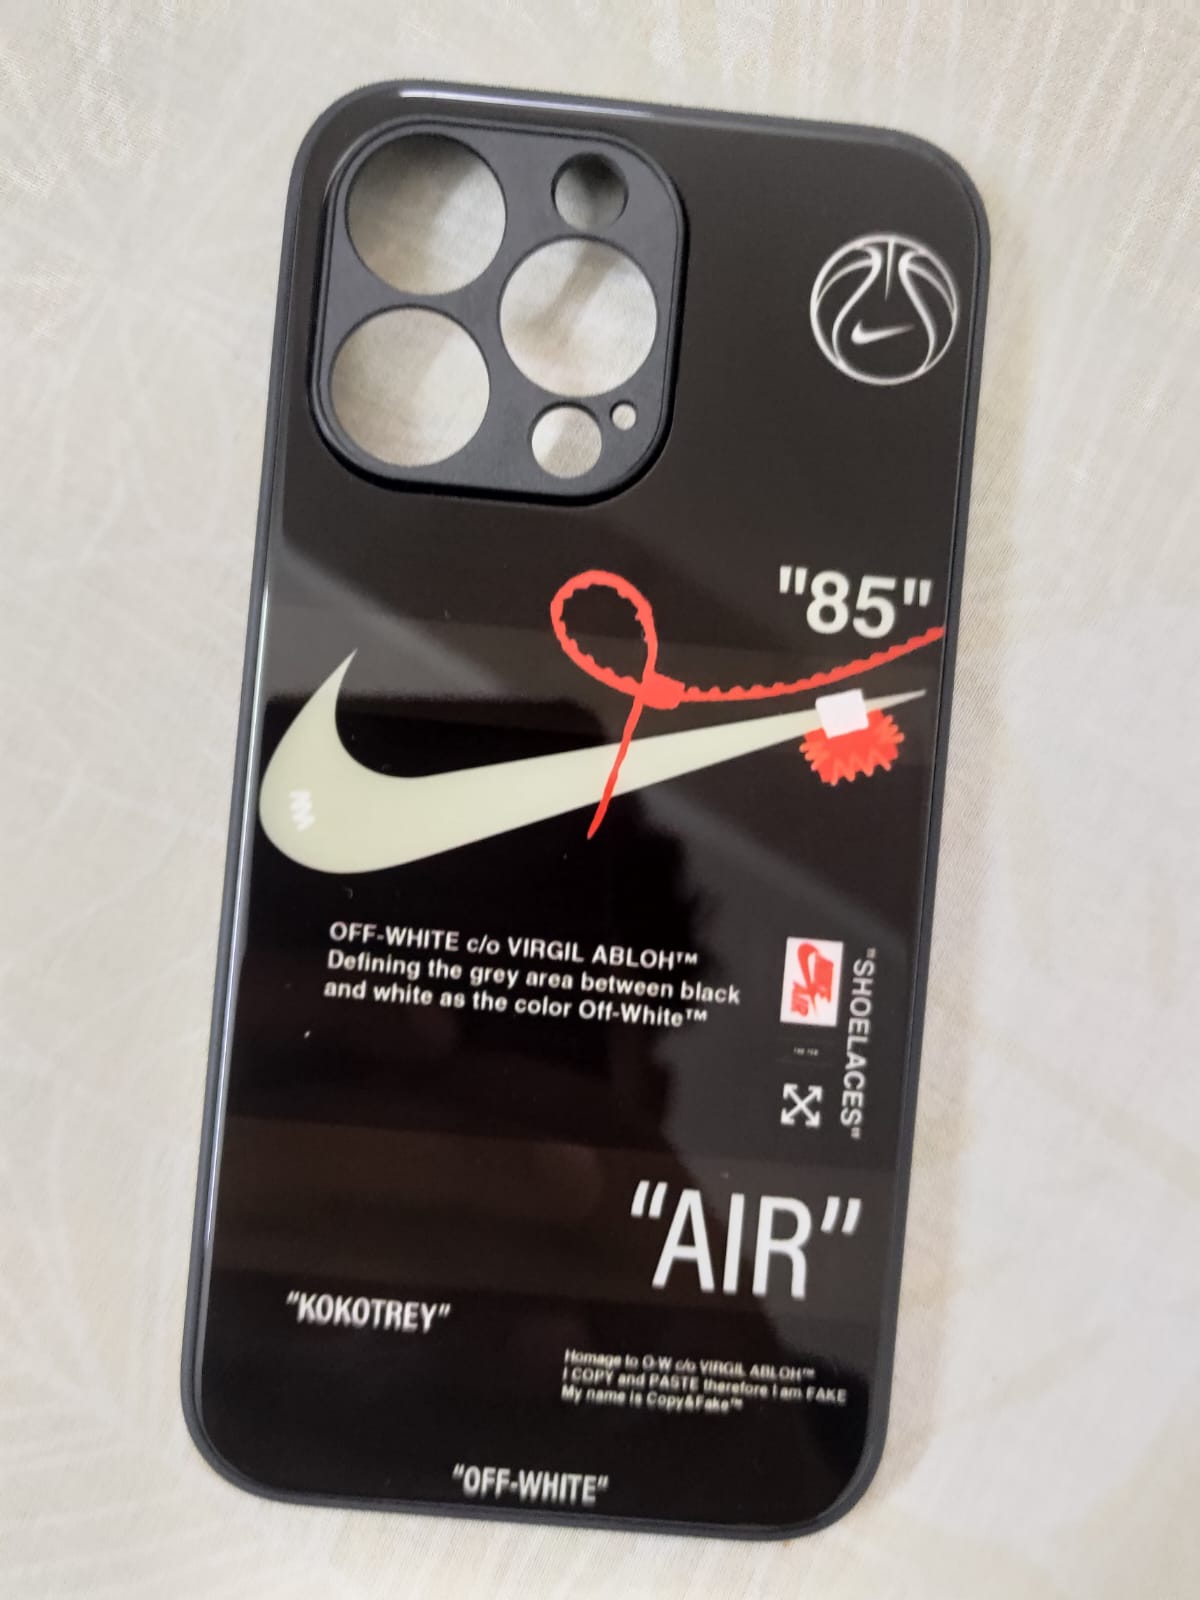 "85"
OFF-WHITE c/o VIRGIL ABLOH™
Defining the grey area between black
and white as the color Off-White™
"SHOELACES"
"AIR"
"KOKOTREY"
Homage to O-W c/o VIRGIL ABLOH™
I COPY and PASTE therefore I am FAKE
My name is Copy&Fake™
"OFF-WHITE"